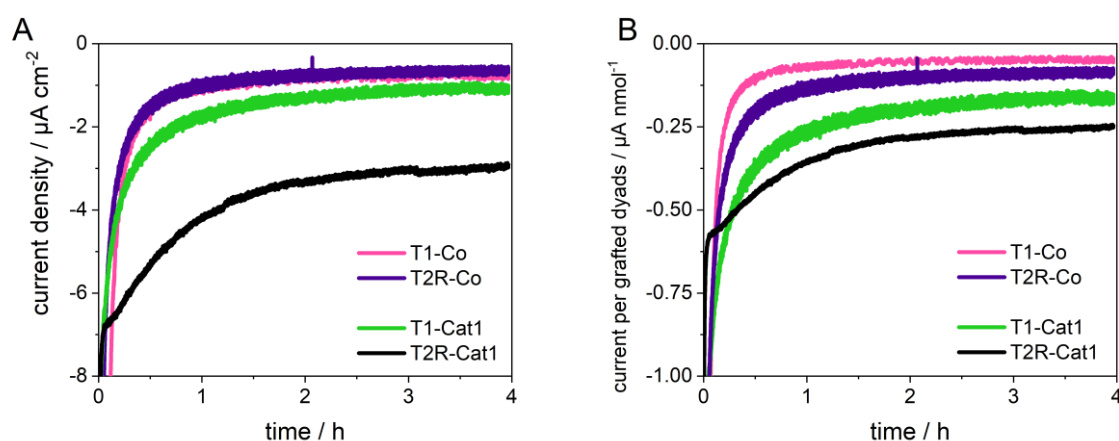 A
current density / µA cm⁻²
0
-2
-4
-6
-8
0 1 2 3 4
time / h
T1-Co
T2R-Co
T1-Cat1
T2R-Cat1
B
current per grafted dyads / µA nmol⁻¹
0.00
-0.25
-0.50
-0.75
-1.00
0 1 2 3 4
time / h
T1-Co
T2R-Co
T1-Cat1
T2R-Cat1